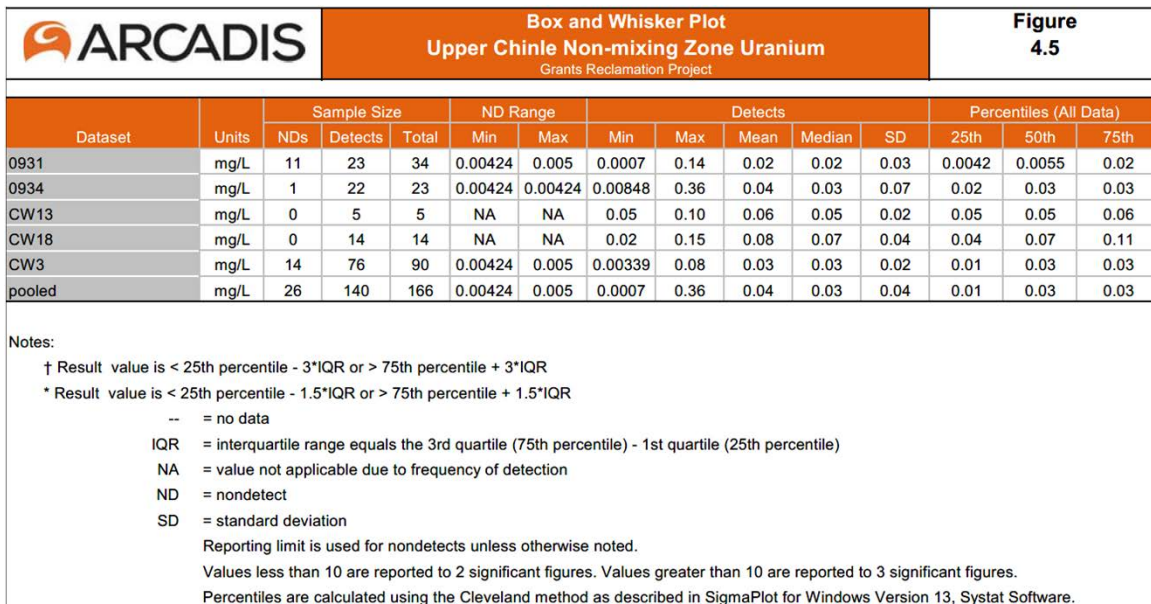 ARCADIS
Box and Whisker Plot
Upper Chinle Non-mixing Zone Uranium
Grants Reclamation Project
Figure
4.5
Sample Size ND Range Detects Percentiles (All Data)
Dataset Units NDs Detects Total Min Max Min Max Mean Median SD 25th 50th 75th
0931 mg/L 11 23 34 0.00424 0.005 0.0007 0.14 0.02 0.02 0.03 0.0042 0.0055 0.02
0934 mg/L 1 22 23 0.00424 0.00424 0.00848 0.36 0.04 0.03 0.07 0.02 0.03 0.03
CW13 mg/L 0 5 5 NA NA 0.05 0.10 0.06 0.05 0.02 0.05 0.05 0.06
CW18 mg/L 0 14 14 NA NA 0.02 0.15 0.08 0.07 0.04 0.04 0.07 0.11
CW3 mg/L 14 76 90 0.00424 0.005 0.00339 0.08 0.03 0.03 0.02 0.01 0.03 0.03
pooled mg/L 26 140 166 0.00424 0.005 0.0007 0.36 0.04 0.03 0.04 0.01 0.03 0.03
Notes:
† Result value is < 25th percentile - 3*IQR or > 75th percentile + 3*IQR
* Result value is < 25th percentile - 1.5*IQR or > 75th percentile + 1.5*IQR
-- = no data
IQR = interquartile range equals the 3rd quartile (75th percentile) - 1st quartile (25th percentile)
NA = value not applicable due to frequency of detection
ND = nondetect
SD = standard deviation
Reporting limit is used for nondetects unless otherwise noted.
Values less than 10 are reported to 2 significant figures. Values greater than 10 are reported to 3 significant figures.
Percentiles are calculated using the Cleveland method as described in SigmaPlot for Windows Version 13, Systat Software.